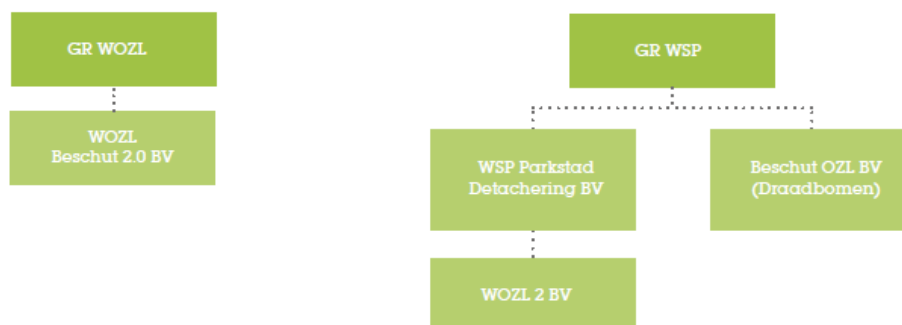 GR WOZL
WOZL
Beschut 2.0 BV
GR WSP
WSP Parkstad
Detachering BV
Beschut OZL BV
(Draadbomen)
WOZL 2 BV